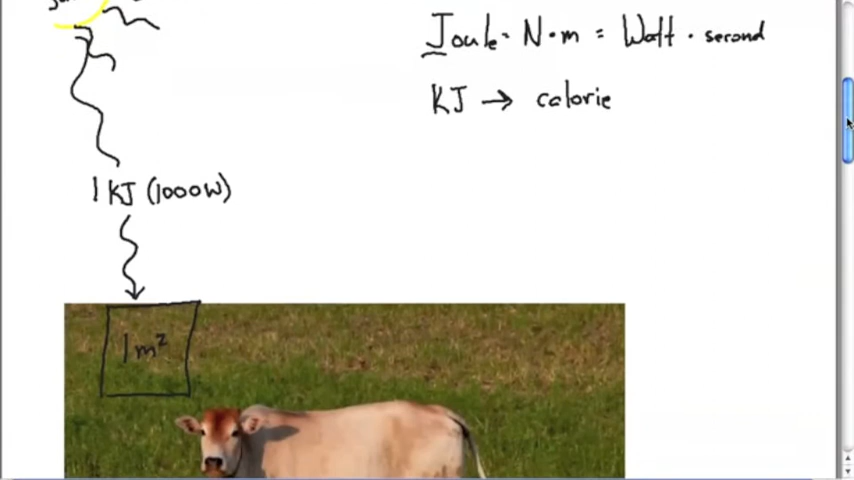 Joule = N·m = Watt · second
KJ → calorie
1 KJ (1000W)
1m²